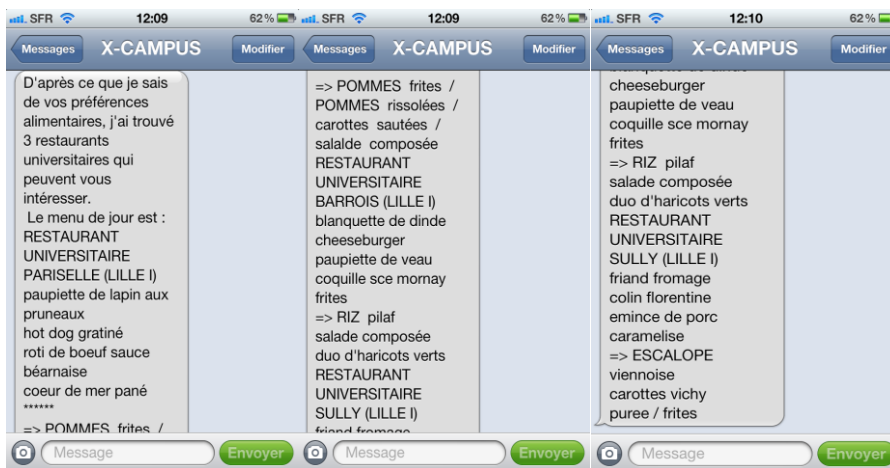 SFR 12:09 62%
Messages X-CAMPUS Modifier
D'après ce que je sais
de vos préférences
alimentaires, j'ai trouvé
3 restaurants
universitaires qui
peuvent vous
intéresser.
Le menu de jour est :
RESTAURANT
UNIVERSITAIRE
PARISELLE (LILLE I)
paupiette de lapin aux
pruneaux
hot dog gratiné
roti de boeuf sauce
béarnaise
coeur de mer pané
******
=> POMMES frites /
Message Envoyer
SFR 12:09 62%
Messages X-CAMPUS Modifier
=> POMMES frites /
POMMES rissolées /
carottes sautées /
salalde composée
RESTAURANT
UNIVERSITAIRE
BARROIS (LILLE I)
blanquette de dinde
cheeseburger
paupiette de veau
coquille sce mornay
frites
=> RIZ pilaf
salade composée
duo d'haricots verts
RESTAURANT
UNIVERSITAIRE
SULLY (LILLE I)
friand fromage
Message Envoyer
SFR 12:10 62%
Messages X-CAMPUS Modifier
blanquette de dinde
cheeseburger
paupiette de veau
coquille sce mornay
frites
=> RIZ pilaf
salade composée
duo d'haricots verts
RESTAURANT
UNIVERSITAIRE
SULLY (LILLE I)
friand fromage
colin florentine
emince de porc
caramelise
=> ESCALOPE
viennoise
carottes vichy
puree / frites
Message Envoyer